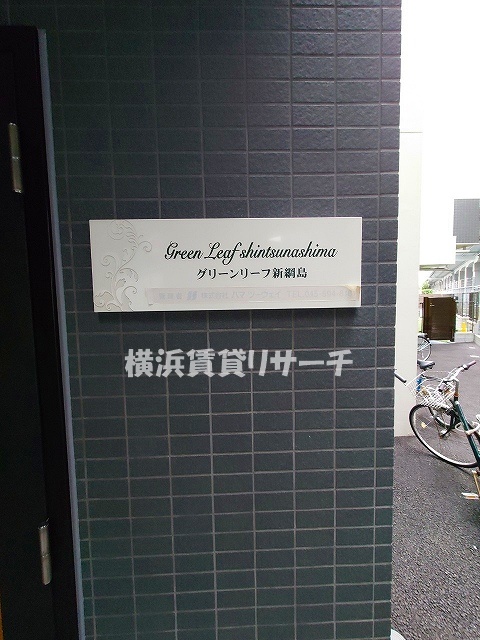 Green Leaf shintsunashima
グリーンリーフ新綱島
横浜賃貸リサーチ